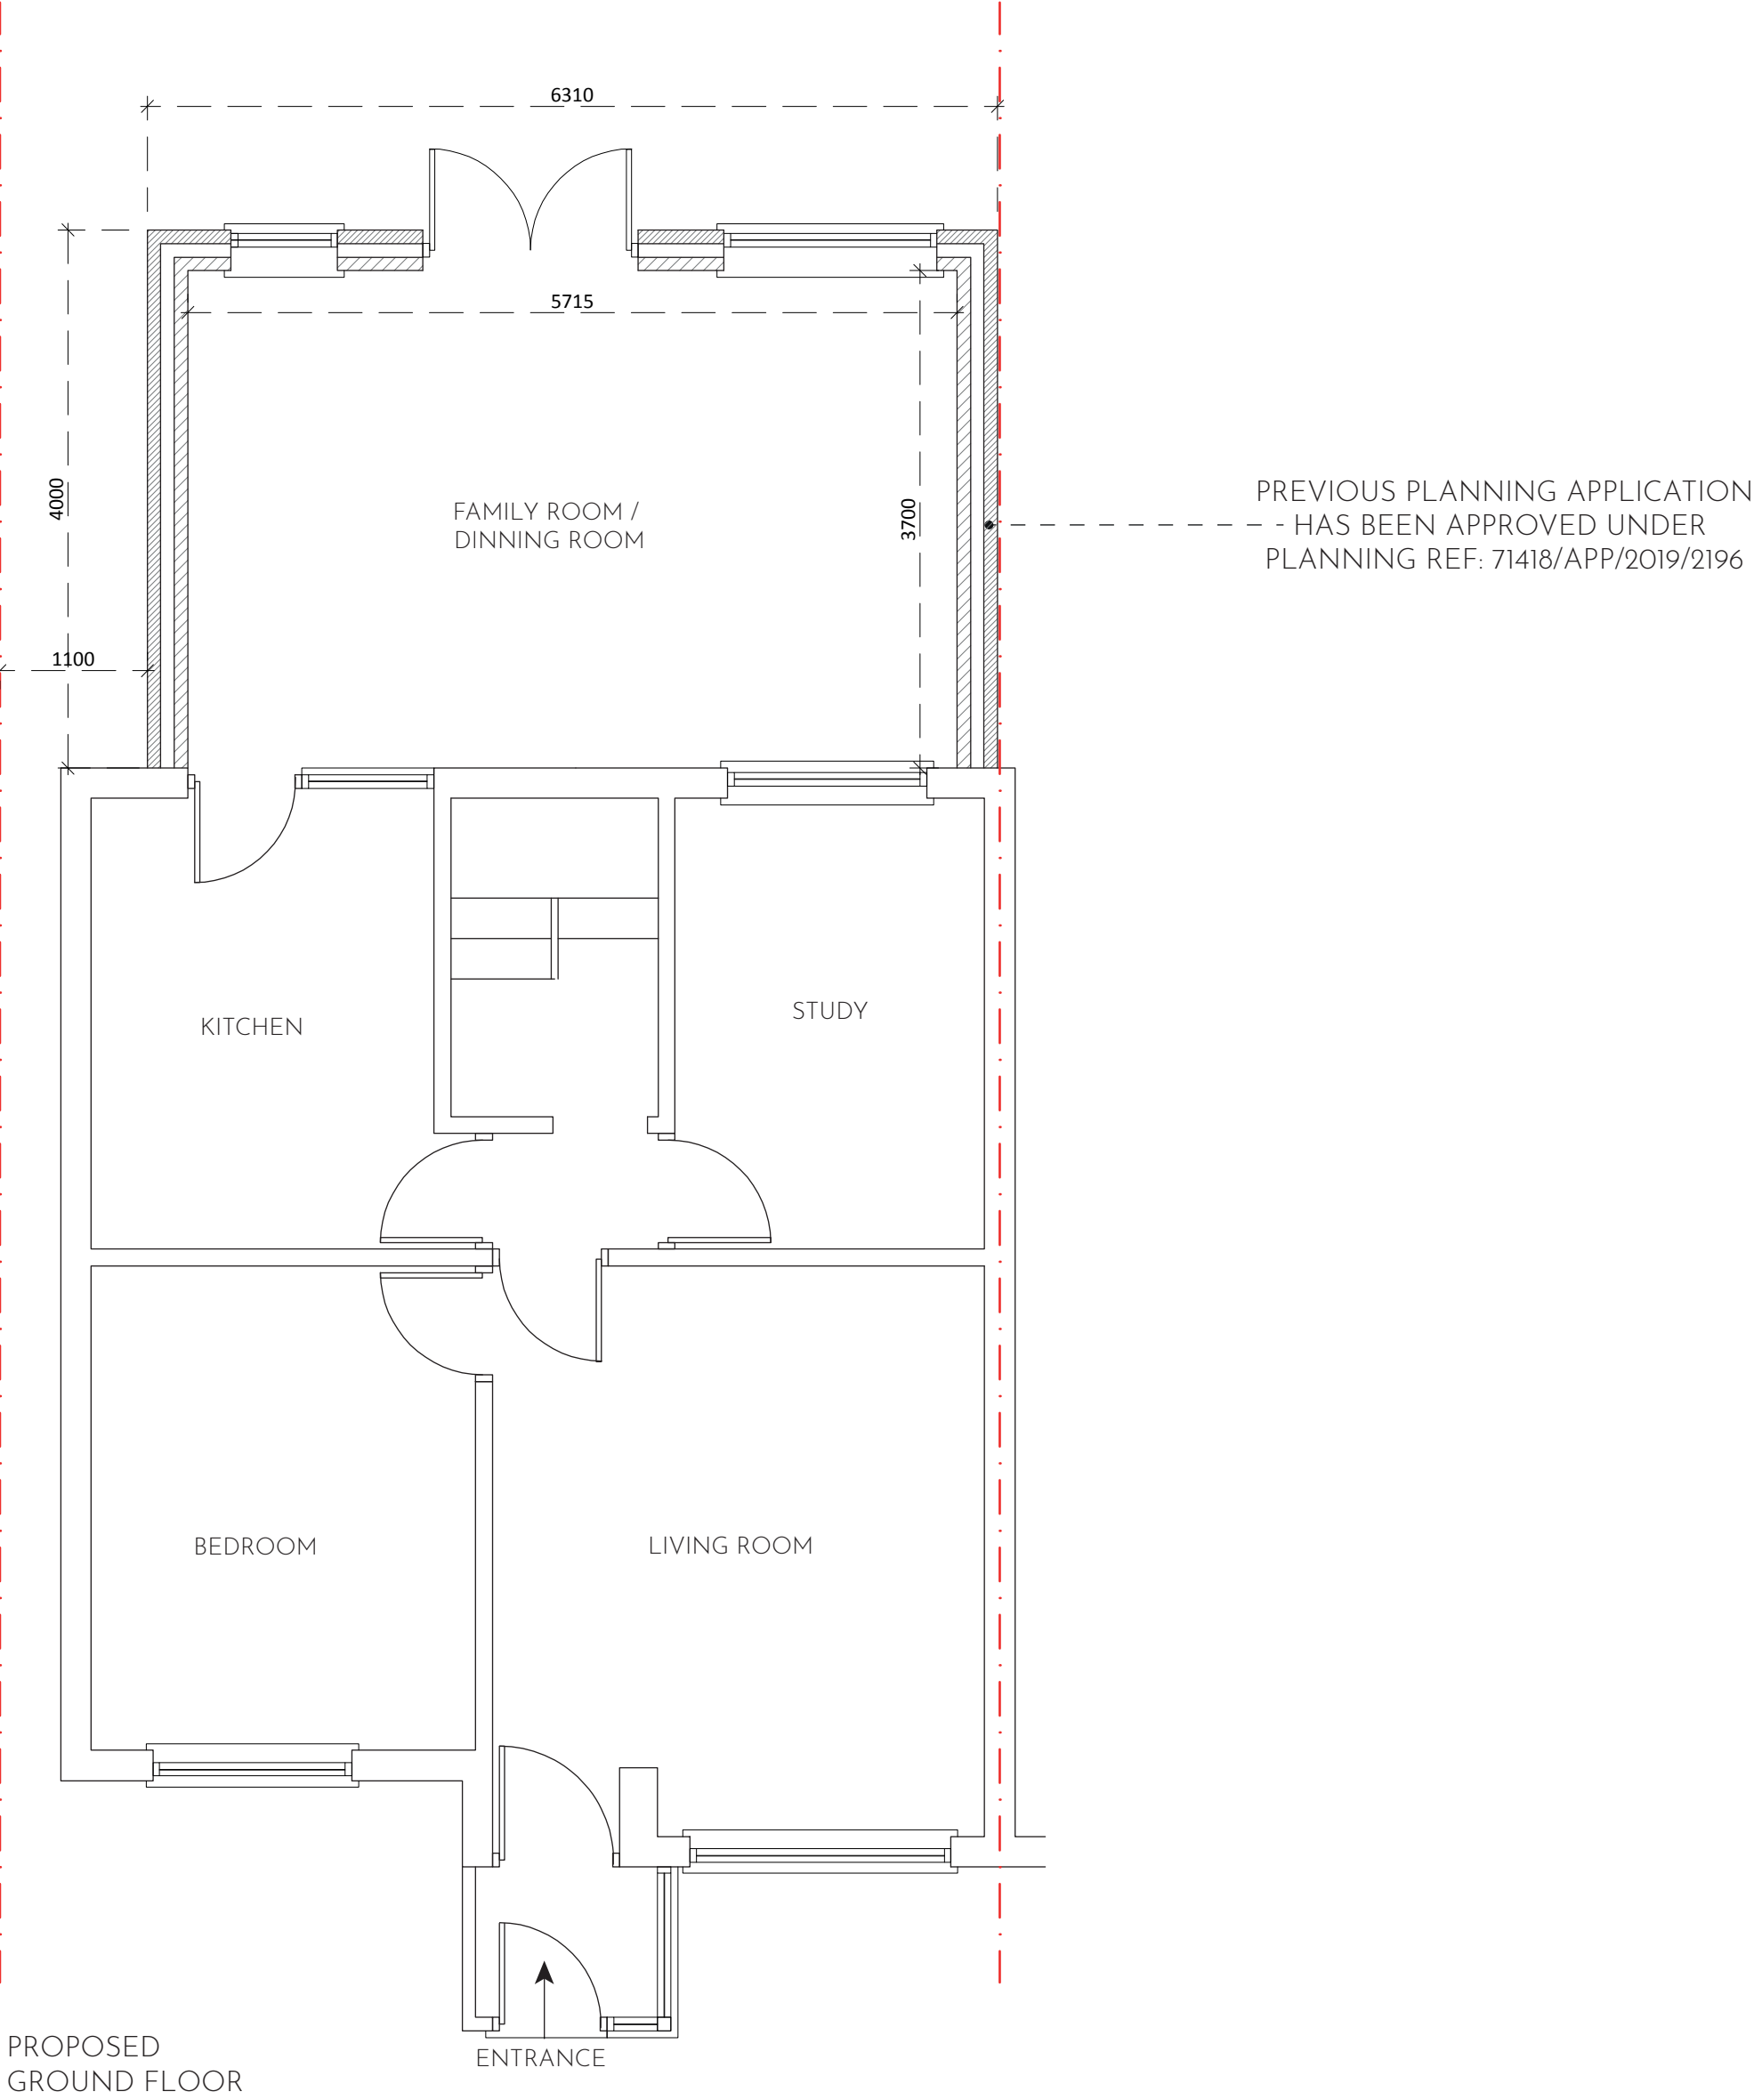 6310
5715
4000
3700
FAMILY ROOM /
DINNING ROOM
PREVIOUS PLANNING APPLICATION
HAS BEEN APPROVED UNDER
PLANNING REF: 71418/APP/2019/2196
1100
KITCHEN
STUDY
BEDROOM
LIVING ROOM
ENTRANCE
PROPOSED
GROUND FLOOR